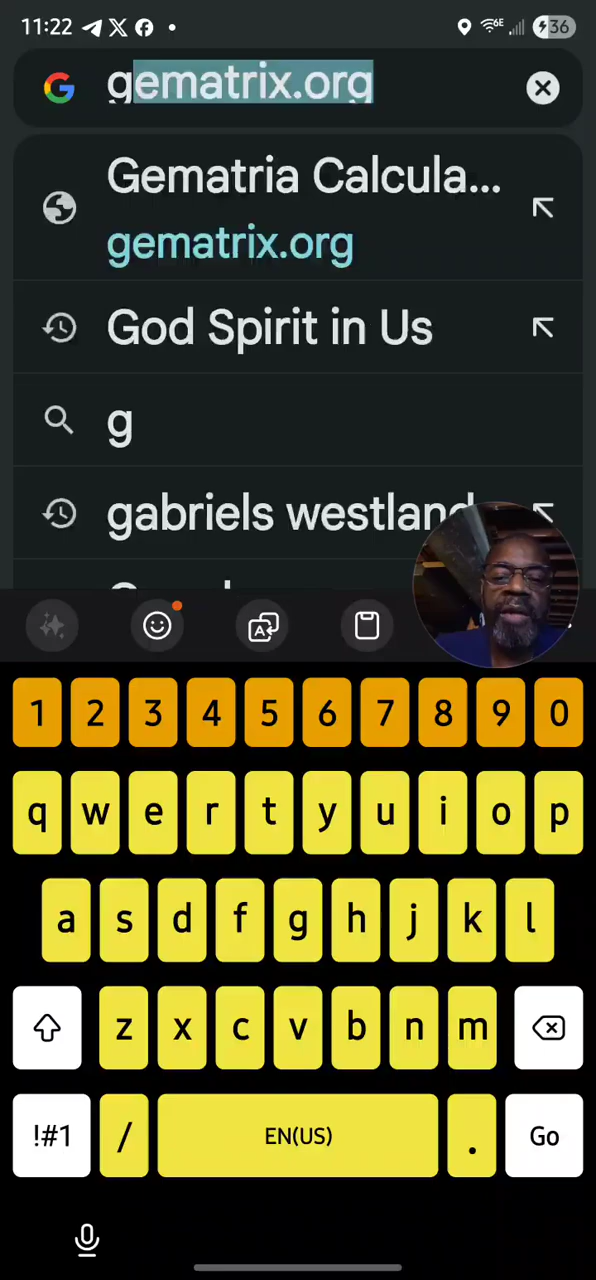 11:22
6E
36
gematrix.org
Gematria Calcula...
gematrix.org
God Spirit in Us
g
gabriels westland
1 2 3 4 5 6 7 8 9 0
q w e r t y u i o p
a s d f g h j k l
z x c v b n m
!#1 / EN(US) . Go